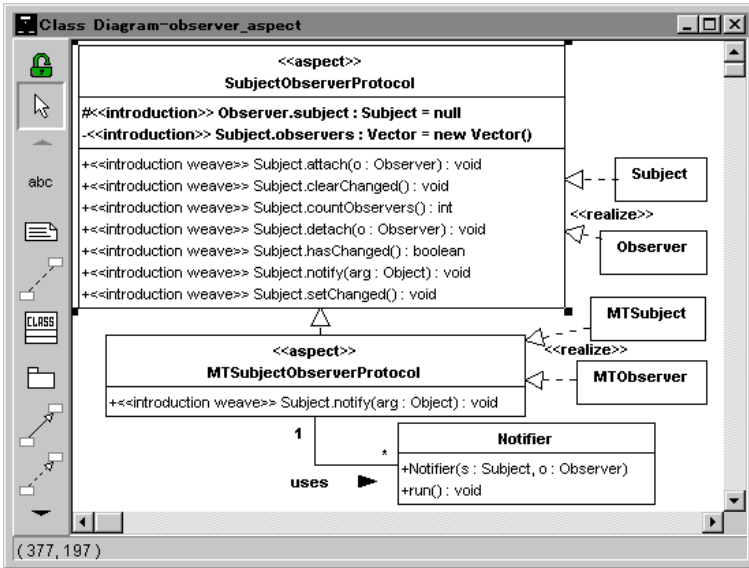 Class Diagram-observer_aspect
<<aspect>>
SubjectObserverProtocol
#<<introduction>> Observer.subject : Subject = null
-<<introduction>> Subject.observers : Vector = new Vector()
+<<introduction weave>> Subject.attach(o : Observer) : void
+<<introduction weave>> Subject.clearChanged() : void
+<<introduction weave>> Subject.countObservers() : int
+<<introduction weave>> Subject.detach(o : Observer) : void
+<<introduction weave>> Subject.hasChanged() : boolean
+<<introduction weave>> Subject.notify(arg : Object) : void
+<<introduction weave>> Subject.setChanged() : void
Subject
<<realize>>
Observer
abc
CLASS
<<aspect>>
MTSubjectObserverProtocol
+<<introduction weave>> Subject.notify(arg : Object) : void
MTSubject
<<realize>>
MTObserver
1
*
uses
Notifier
+Notifier(s : Subject, o : Observer)
+run() : void
(377, 197)